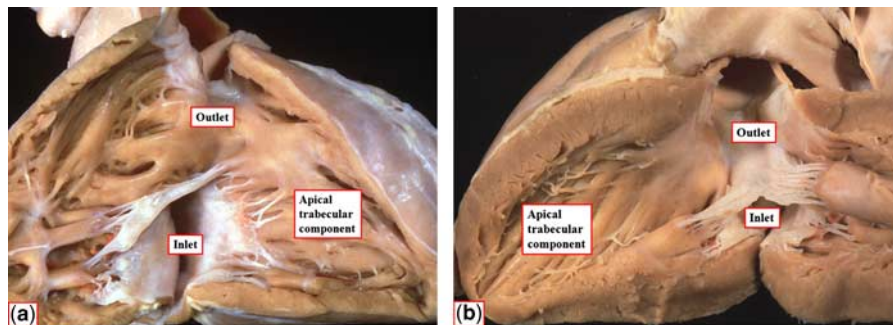 Outlet
Apical
trabecular
component
Inlet
(a)
Outlet
Apical
trabecular
component
Inlet
(b)